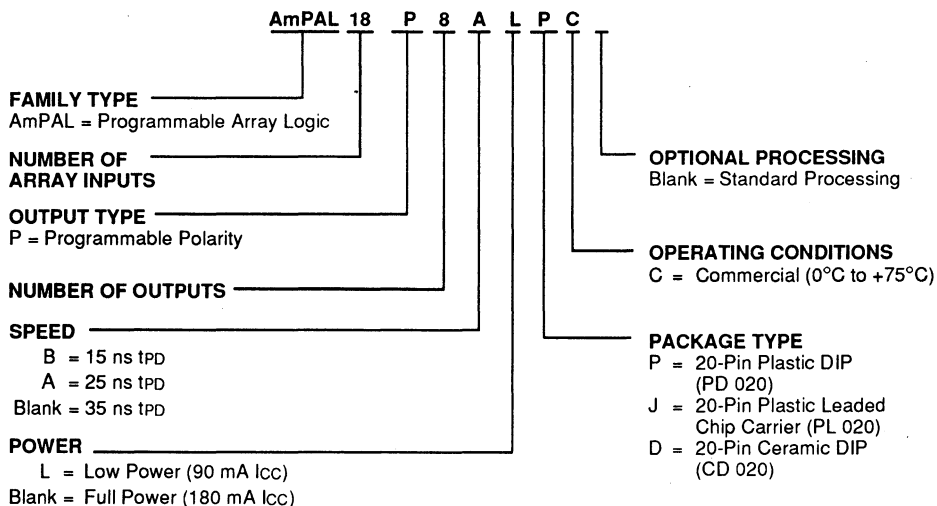 AmPAL 18 P 8 A L P C
FAMILY TYPE
AmPAL = Programmable Array Logic
NUMBER OF
ARRAY INPUTS
OUTPUT TYPE
P = Programmable Polarity
NUMBER OF OUTPUTS
SPEED
B = 15 ns tPD
A = 25 ns tPD
Blank = 35 ns tPD
POWER
L = Low Power (90 mA ICC)
Blank = Full Power (180 mA ICC)
OPTIONAL PROCESSING
Blank = Standard Processing
OPERATING CONDITIONS
C = Commercial (0°C to +75°C)
PACKAGE TYPE
P = 20-Pin Plastic DIP
(PD 020)
J = 20-Pin Plastic Leaded
Chip Carrier (PL 020)
D = 20-Pin Ceramic DIP
(CD 020)